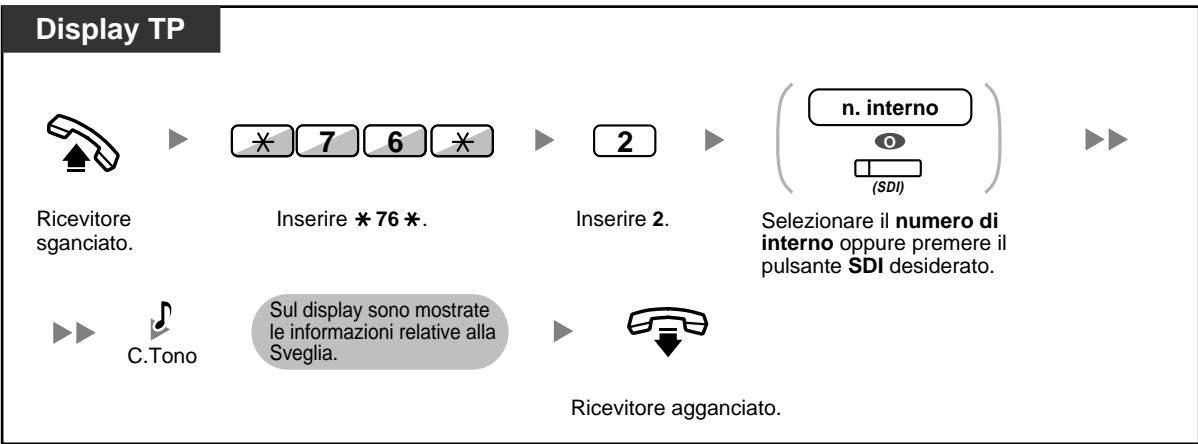 Display TP
n. interno
✳ 7 6 ✳
2
o
(SDI)
Ricevitore
sganciato.
Inserire ✳ 76 ✳.
Inserire 2.
Selezionare il numero di
interno oppure premere il
pulsante SDI desiderato.
C.Tono
Sul display sono mostrate
le informazioni relative alla
Sveglia.
Ricevitore agganciato.